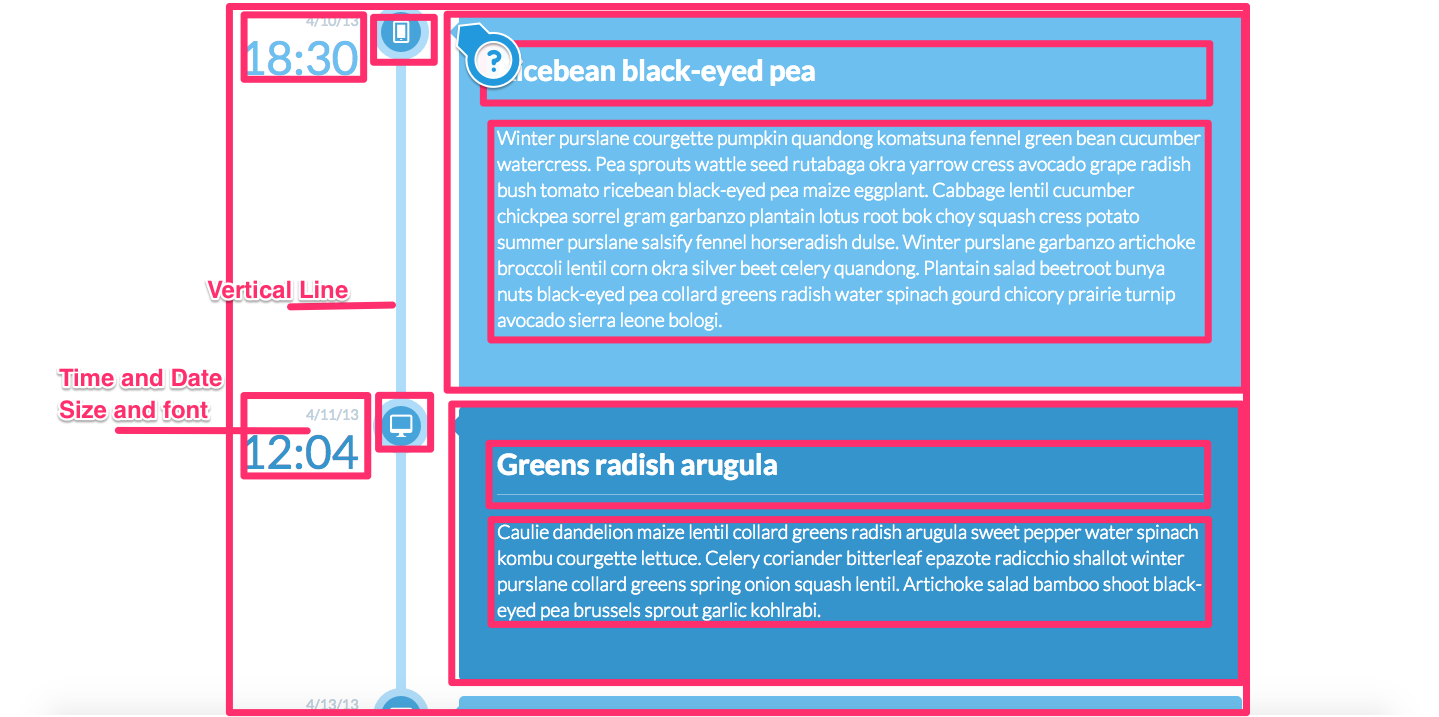 4/10/13
18:30
?
ricebean black-eyed pea
Winter purslane courgette pumpkin quandong komatsuna fennel green bean cucumber
watercress. Pea sprouts wattle seed rutabaga okra yarrow cress avocado grape radish
bush tomato ricebean black-eyed pea maize eggplant. Cabbage lentil cucumber
chickpea sorrel gram garbanzo plantain lotus root bok choy squash cress potato
summer purslane salsify fennel horseradish dulse. Winter purslane garbanzo artichoke
broccoli lentil corn okra silver beet celery quandong. Plantain salad beetroot bunya
nuts black-eyed pea collard greens radish water spinach gourd chicory prairie turnip
avocado sierra leone bologi.
Vertical Line
Time and Date
Size and font
4/11/13
12:04
Greens radish arugula
Caulie dandelion maize lentil collard greens radish arugula sweet pepper water spinach
kombu courgette lettuce. Celery coriander bitterleaf epazote radicchio shallot winter
purslane collard greens spring onion squash lentil. Artichoke salad bamboo shoot black-
eyed pea brussels sprout garlic kohlrabi.
4/13/13